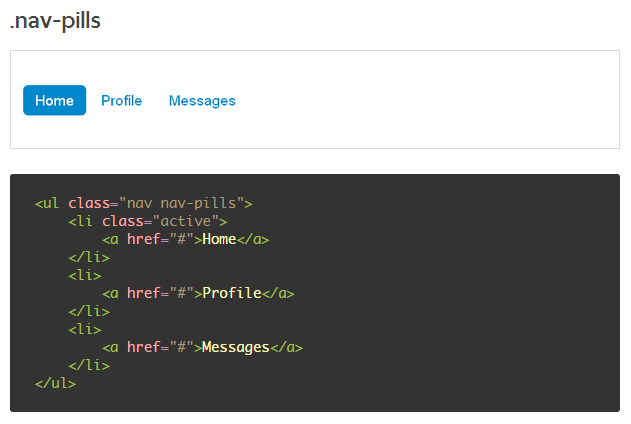 .nav-pills
Home Profile Messages
<ul class="nav nav-pills">
    <li class="active">
        <a href="#">Home</a>
    </li>
    <li>
        <a href="#">Profile</a>
    </li>
    <li>
        <a href="#">Messages</a>
    </li>
</ul>